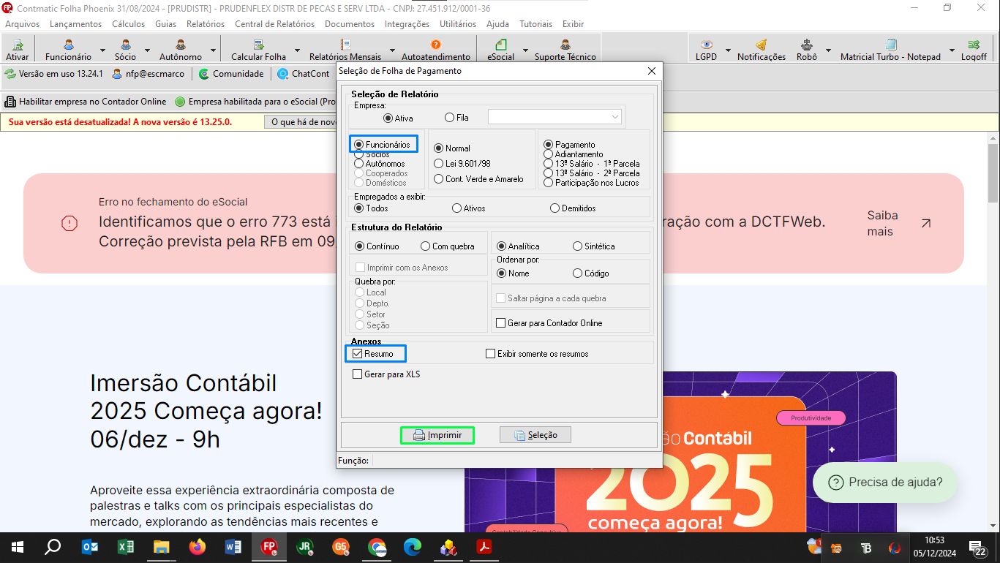 Contmatic Folha Phoenix 31/08/2024 - [PRUDISTR] - PRUDENFLEX DISTR DE PECAS E SERV LTDA - CNPJ: 27.451.912/0001-36
Arquivos Lançamentos Cálculos Guias Relatórios Central de Relatórios Documentos Integrações Utilitários Ajuda Tutoriais Exibir
Ativar Funcionário Sócio Autônomo Calcular Folha Relatórios Mensais Autoatendimento eSocial Suporte Técnico LGPD Notificações Robô Matricial Turbo - Notepad Logoff
Versão em uso 13.24.1 nfp@escmarco Comunidade ChatCont
Habilitar empresa no Contador Online Empresa habilitada para o eSocial (Pro
Sua versão está desatualizada! A nova versão é 13.25.0. O que há de nov
Erro no fechamento do eSocial
Identificamos que o erro 773 está
ração com a DCTFWeb.
Correção prevista pela RFB em 09
Saiba
mais
Imersão Contábil
2025 Começa agora!
06/dez - 9h
Aproveite essa experiência extraordinária composta de
palestras e talks com os principais especialistas do
mercado, explorando as tendências mais recentes e
Seleção de Folha de Pagamento
Seleção de Relatório
Empresa:
Ativa Fila
Funcionários
Sócios
Autônomos
Cooperados
Domésticos
Normal
Lei 9.601/98
Cont. Verde e Amarelo
Pagamento
Adiantamento
13º Salário - 1ª Parcela
13º Salário - 2ª Parcela
Participação nos Lucros
Empregados a exibir:
Todos Ativos Demitidos
Estrutura do Relatório
Contínuo Com quebra
Analítica Sintética
Imprimir com os Anexos
Ordenar por:
Nome Código
Quebra por:
Local
Depto.
Setor
Seção
Saltar página a cada quebra
Gerar para Contador Online
Anexos
Resumo Exibir somente os resumos
Gerar para XLS
Imprimir Seleção
Função:
Produtividade
ão Contábil
2025
começa agora!
Contabilidade Consultiva
Precisa de ajuda?
10:53
05/12/2024
22